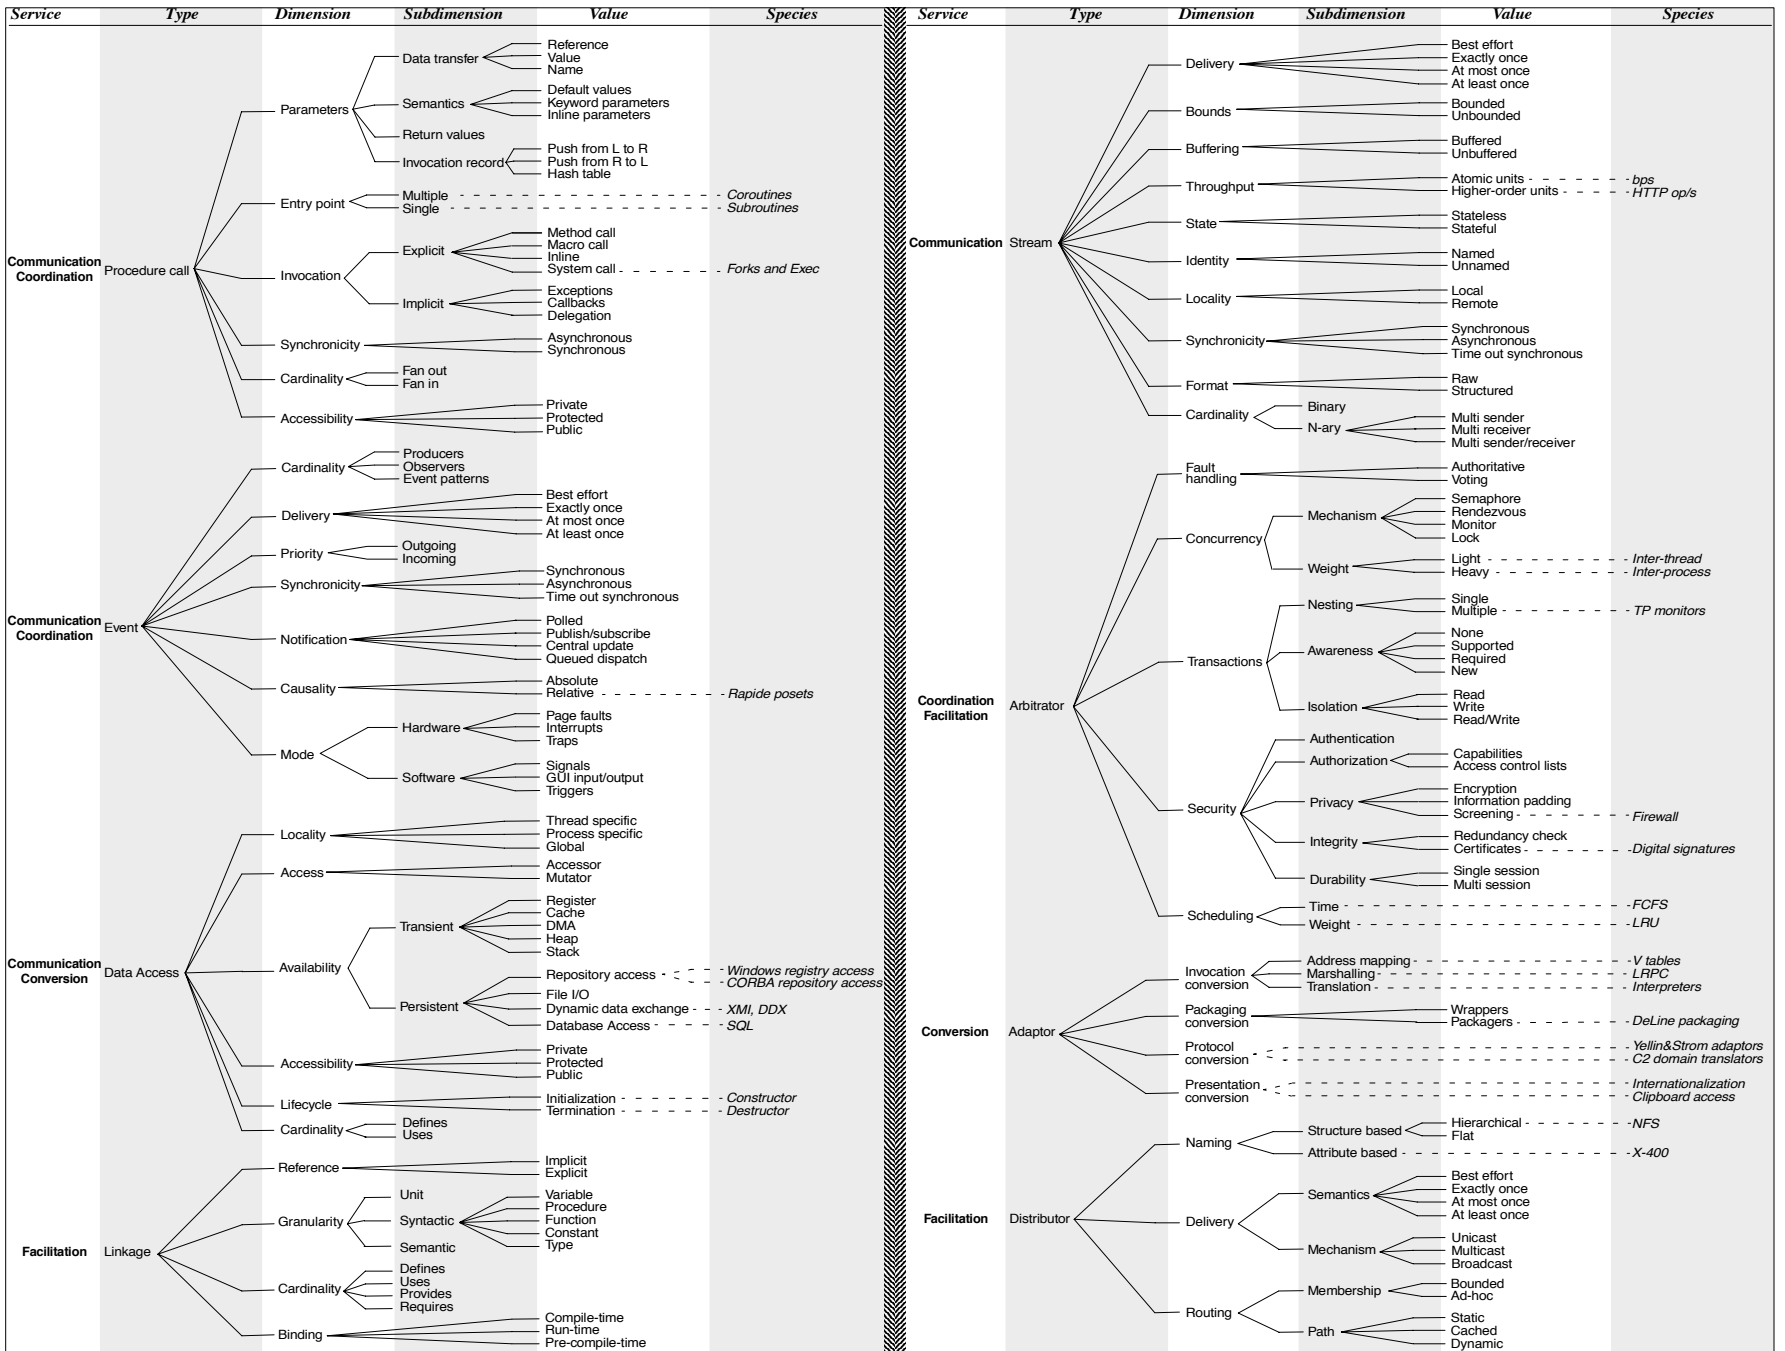 Service Type Dimension Subdimension Value Species
Communication
Coordination
Procedure call
Parameters
Data transfer
Reference
Value
Name
Semantics
Default values
Keyword parameters
Inline parameters
Return values
Invocation record
Push from L to R
Push from R to L
Hash table
Entry point
Multiple
Coroutines
Single
Subroutines
Invocation
Explicit
Method call
Macro call
Inline
System call
Forks and Exec
Implicit
Exceptions
Callbacks
Delegation
Synchronicity
Asynchronous
Synchronous
Cardinality
Fan out
Fan in
Accessibility
Private
Protected
Public
Communication
Coordination
Event
Cardinality
Producers
Observers
Event patterns
Delivery
Best effort
Exactly once
At most once
At least once
Priority
Outgoing
Incoming
Synchronicity
Synchronous
Asynchronous
Time out synchronous
Notification
Polled
Publish/subscribe
Central update
Queued dispatch
Causality
Absolute
Relative
Rapide posets
Mode
Hardware
Page faults
Interrupts
Traps
Software
Signals
GUI input/output
Triggers
Communication
Conversion
Data Access
Locality
Thread specific
Process specific
Global
Access
Accessor
Mutator
Availability
Transient
Register
Cache
DMA
Heap
Stack
Persistent
Repository access
Windows registry access
CORBA repository access
File I/O
Dynamic data exchange
XMI, DDX
Database Access
SQL
Accessibility
Private
Protected
Public
Lifecycle
Initialization
Constructor
Termination
Destructor
Cardinality
Defines
Uses
Facilitation
Linkage
Reference
Implicit
Explicit
Granularity
Unit
Syntactic
Variable
Procedure
Function
Constant
Type
Semantic
Cardinality
Defines
Uses
Provides
Requires
Binding
Compile-time
Run-time
Pre-compile-time
Service Type Dimension Subdimension Value Species
Communication
Stream
Delivery
Best effort
Exactly once
At most once
At least once
Bounds
Bounded
Unbounded
Buffering
Buffered
Unbuffered
Throughput
Atomic units
bps
Higher-order units
HTTP op/s
State
Stateless
Stateful
Identity
Named
Unnamed
Locality
Local
Remote
Synchronicity
Synchronous
Asynchronous
Time out synchronous
Format
Raw
Structured
Cardinality
Binary
N-ary
Multi sender
Multi receiver
Multi sender/receiver
Coordination
Facilitation
Arbitrator
Fault
handling
Authoritative
Voting
Concurrency
Mechanism
Semaphore
Rendezvous
Monitor
Lock
Weight
Light
Inter-thread
Heavy
Inter-process
Transactions
Nesting
Single
Multiple
TP monitors
Awareness
None
Supported
Required
New
Isolation
Read
Write
Read/Write
Security
Authentication
Authorization
Capabilities
Access control lists
Privacy
Encryption
Information padding
Screening
Firewall
Integrity
Redundancy check
Certificates
Digital signatures
Durability
Single session
Multi session
Scheduling
Time
FCFS
Weight
LRU
Conversion
Adaptor
Invocation
conversion
Address mapping
V tables
Marshalling
LRPC
Translation
Interpreters
Packaging
conversion
Wrappers
Packagers
DeLine packaging
Protocol
conversion
Yellin&Strom adaptors
C2 domain translators
Presentation
conversion
Internationalization
Clipboard access
Facilitation
Distributor
Naming
Structure based
Hierarchical
NFS
Flat
Attribute based
X-400
Delivery
Semantics
Best effort
Exactly once
At most once
At least once
Mechanism
Unicast
Multicast
Broadcast
Routing
Membership
Bounded
Ad-hoc
Path
Static
Cached
Dynamic